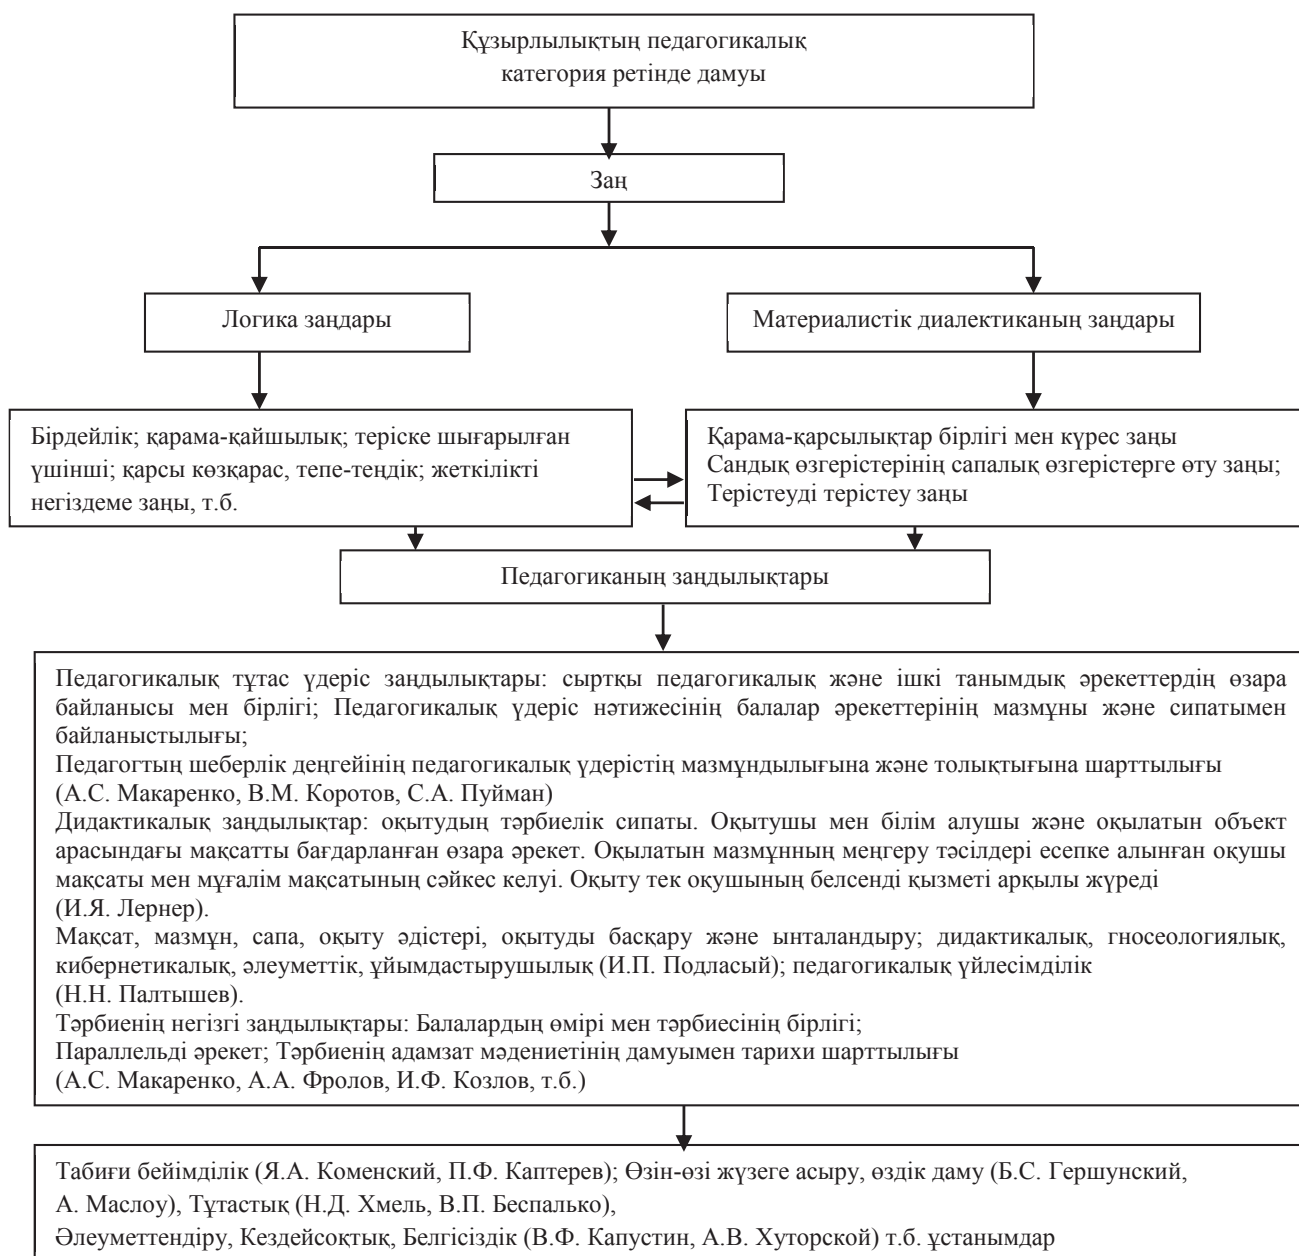 Құзырлылықтың педагогикалық
категория ретінде дамуы
Заң
Логика заңдары
Материалистік диалектиканың заңдары
Бірдейлік; қарама-қайшылық; теріске шығарылған
үшінші; қарсы көзқарас, тепе-теңдік; жеткілікті
негіздеме заңы, т.б.
Қарама-қарсылықтар бірлігі мен күрес заңы
Сандық өзгерістерінің сапалық өзгерістерге өту заңы;
Терістеуді терістеу заңы
Педагогиканың заңдылықтары
Педагогикалық тұтас үдеріс заңдылықтары: сыртқы педагогикалық және ішкі танымдық әрекеттердің өзара
байланысы мен бірлігі; Педагогикалық үдеріс нәтижесінің балалар әрекеттерінің мазмұны және сипатымен
байланыстылығы;
Педагогтың шеберлік деңгейінің педагогикалық үдерістің мазмұндылығына және толықтығына шарттылығы
(А.С. Макаренко, В.М. Коротов, С.А. Пуйман)
Дидактикалық заңдылықтар: оқытудың тәрбиелік сипаты. Оқытушы мен білім алушы және оқылатын объект
арасындағы мақсатты бағдарланған өзара әрекет. Оқылатын мазмұнның меңгеру тәсілдері есепке алынған оқушы
мақсаты мен мұғалім мақсатының сәйкес келуі. Оқыту тек оқушының белсенді қызметі арқылы жүреді
(И.Я. Лернер).
Мақсат, мазмұн, сапа, оқыту әдістері, оқытуды басқару және ынталандыру; дидактикалық, гносеологиялық,
кибернетикалық, әлеуметтік, ұйымдастырушылық (И.П. Подласый); педагогикалық үйлесімділік
(Н.Н. Палтышев).
Тәрбиенің негізгі заңдылықтары: Балалардың өмірі мен тәрбиесінің бірлігі;
Параллельді әрекет; Тәрбиенің адамзат мәдениетінің дамуымен тарихи шарттылығы
(А.С. Макаренко, А.А. Фролов, И.Ф. Козлов, т.б.)
Табиғи бейімділік (Я.А. Коменский, П.Ф. Каптерев); Өзін-өзі жүзеге асыру, өздік даму (Б.С. Гершунский,
А. Маслоу), Тұтастық (Н.Д. Хмель, В.П. Беспалько),
Әлеуметтендіру, Кездейсоқтық, Белгісіздік (В.Ф. Капустин, А.В. Хуторской) т.б. ұстанымдар